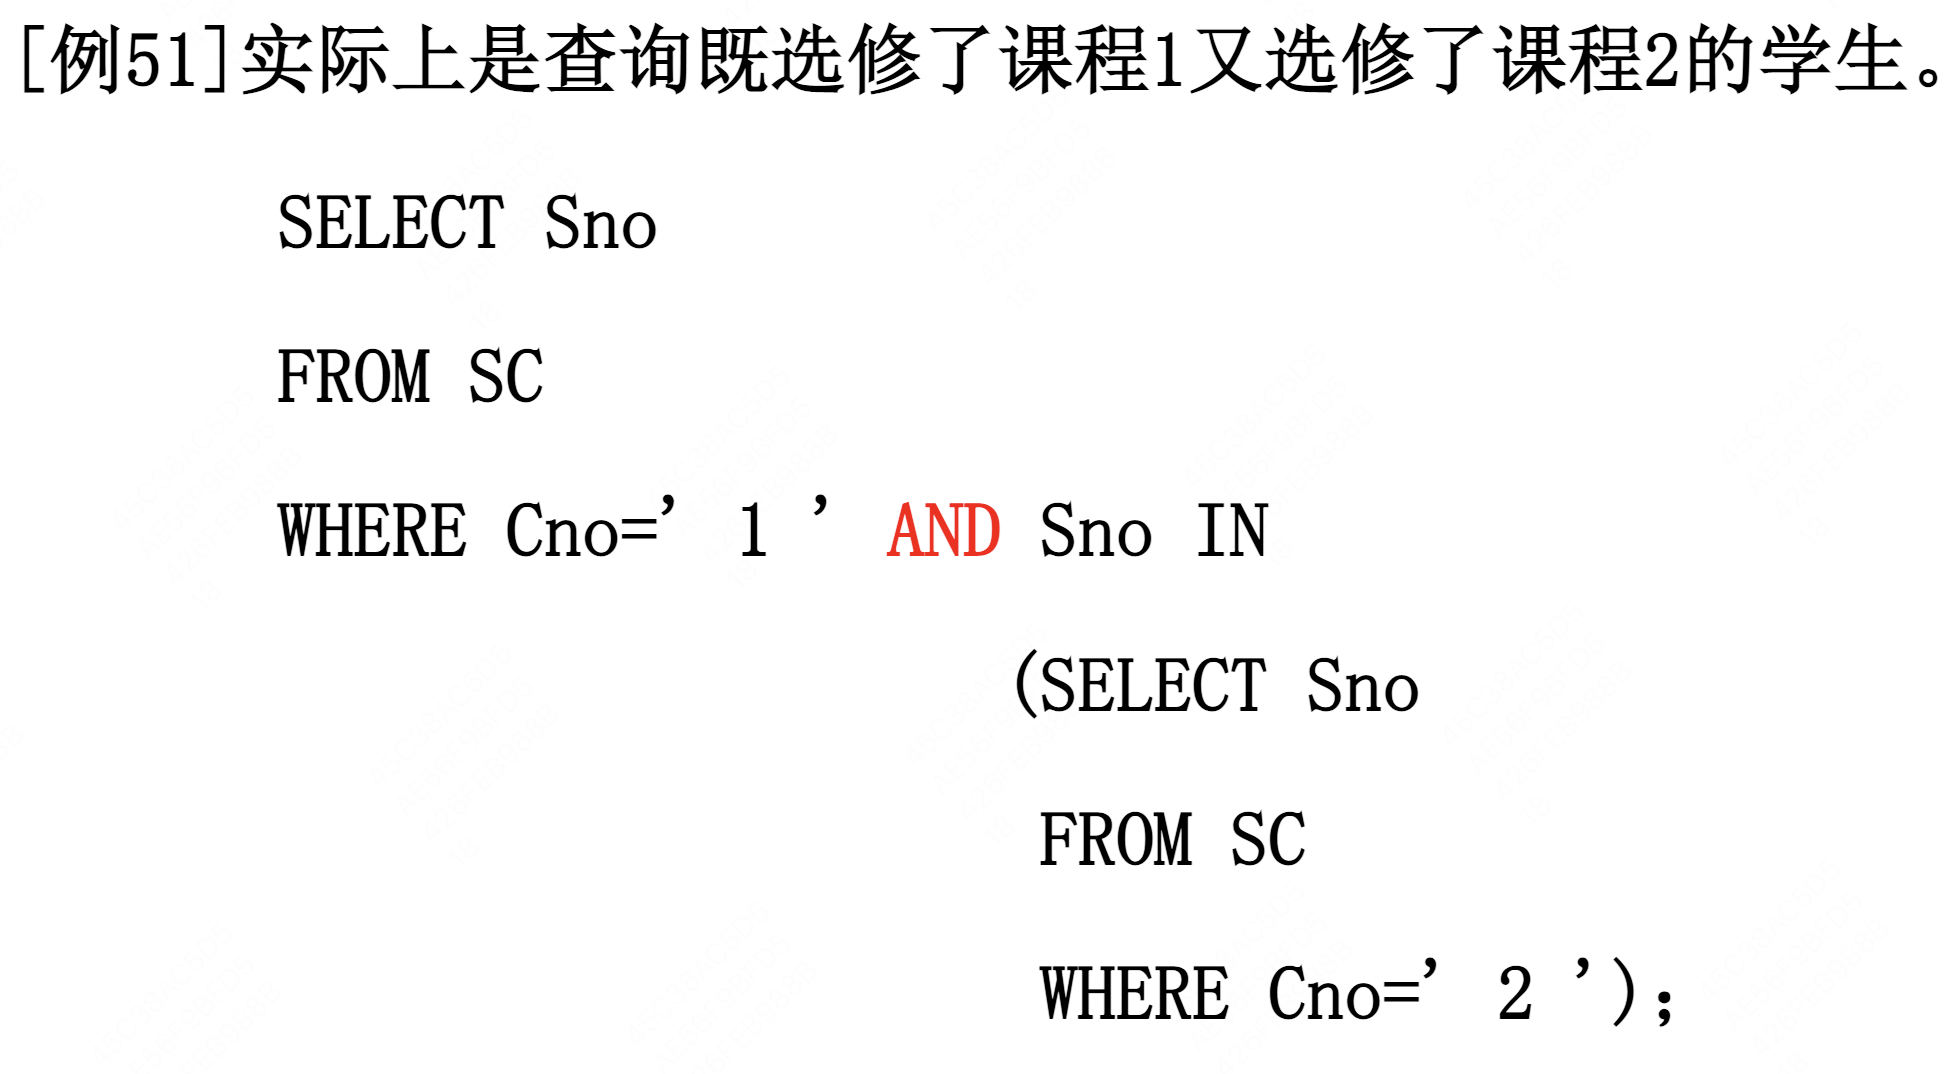 [例51]实际上是查询既选修了课程1又选修了课程2的学生。
SELECT Sno
FROM SC
WHERE Cno=’ 1 ’ AND Sno IN
(SELECT Sno
FROM SC
WHERE Cno=’ 2 ’);